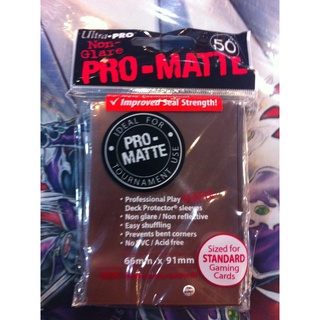 Ultra•PRO
50
Non-
Glare
PRO-MATTE
✓ Improved Seal Strength!
IDEAL FOR
PRO-
MATTE
TOURNAMENT USE
• Professional Play
Deck Protector® sleeves
• Non glare / Non reflective
• Easy shuffling
• Prevents bent corners
• No PVC / Acid free
66mm x 91mm
Sized for
STANDARD
Gaming
Cards